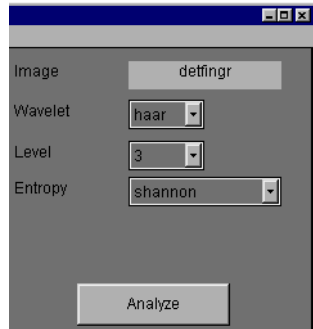 Image detfingr
Wavelet haar
Level 3
Entropy shannon
Analyze